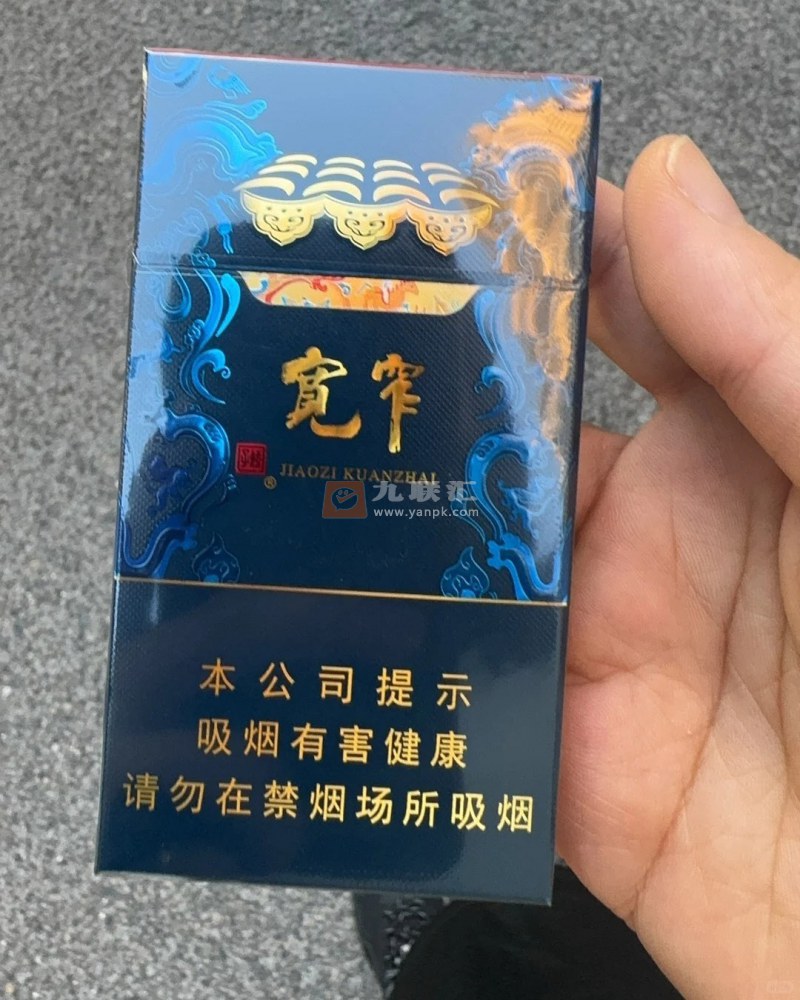 宽窄
JIAOZI KUANZHAI
®
九联汇
www.yanpk.com
本公司提示
吸烟有害健康
请勿在禁烟场所吸烟